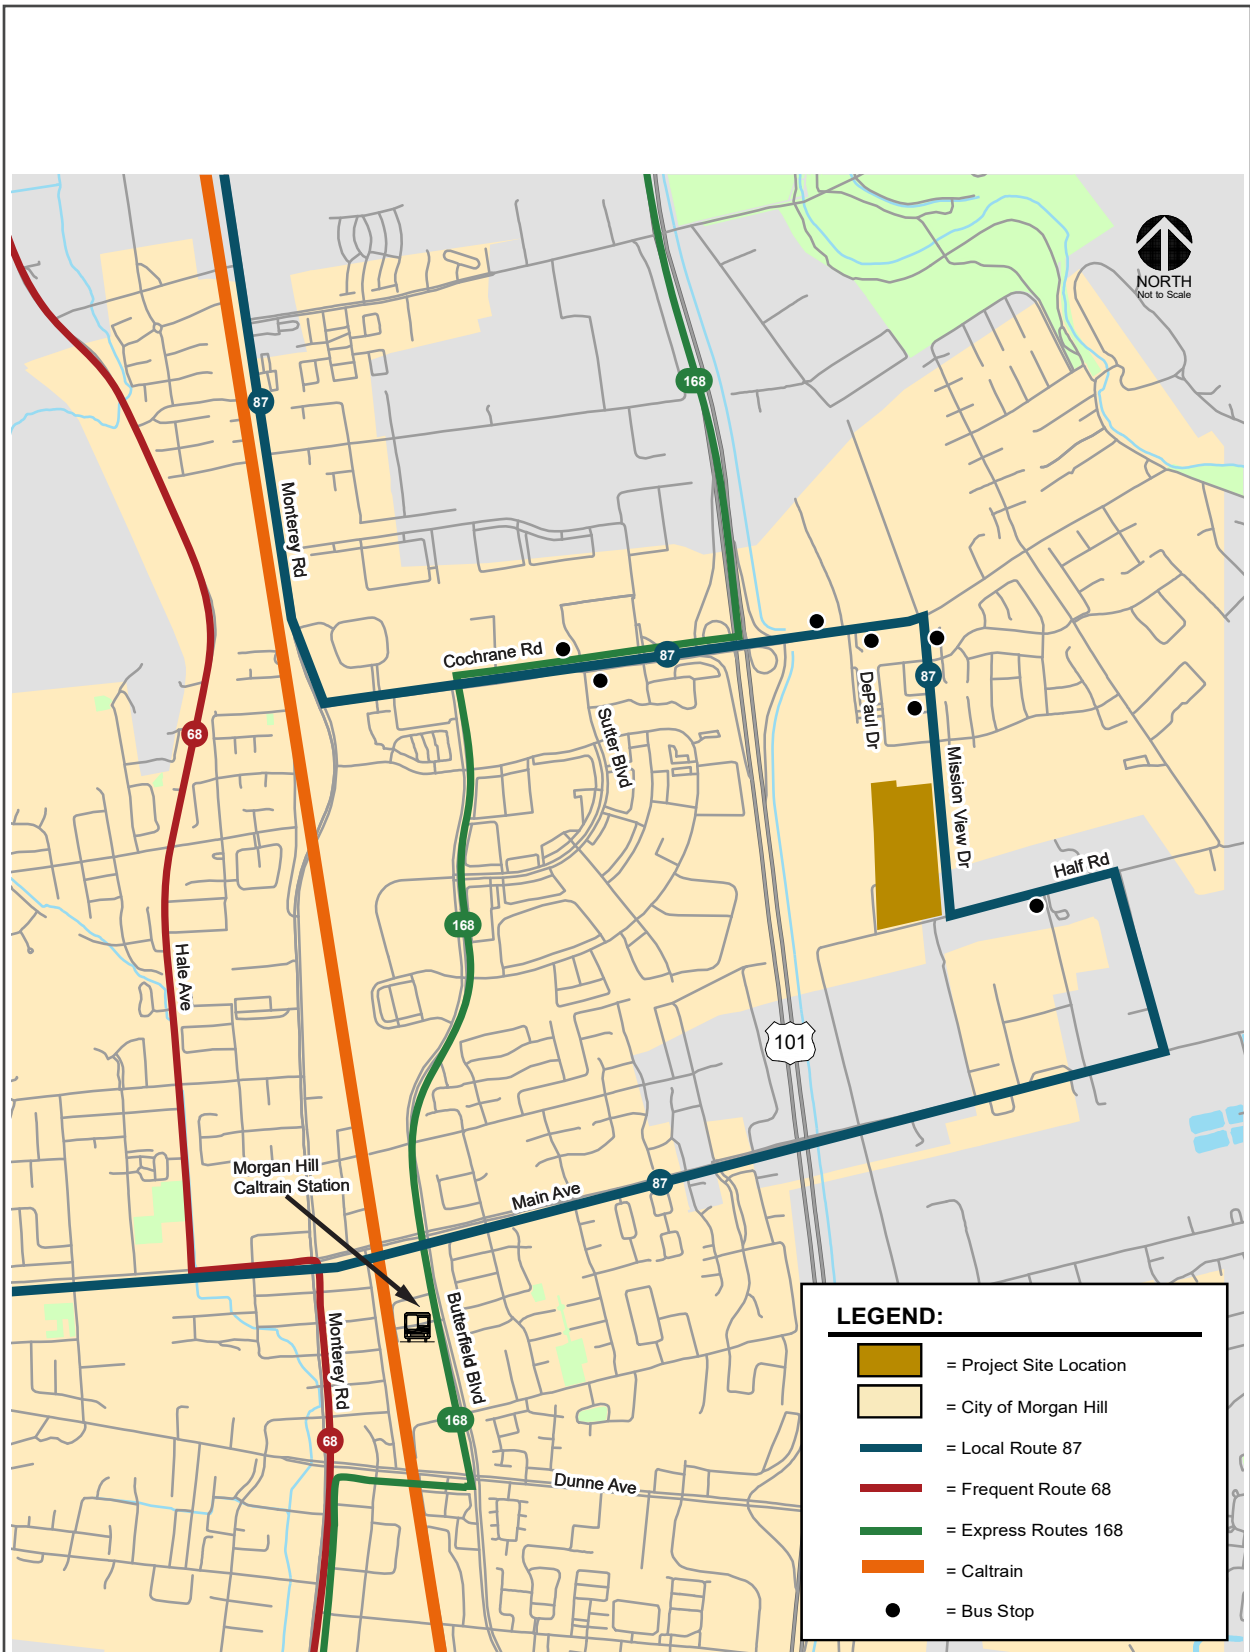 NORTH
Not to Scale
168
87
Monterey Rd
Cochrane Rd
87
87
68
Sutter Blvd
DePaul Dr
Mission View Dr
Half Rd
168
Hale Ave
101
Morgan Hill
Caltrain Station
Main Ave
87
Monterey Rd
Butterfield Blvd
168
68
Dunne Ave
LEGEND:
= Project Site Location
= City of Morgan Hill
= Local Route 87
= Frequent Route 68
= Express Routes 168
= Caltrain
= Bus Stop